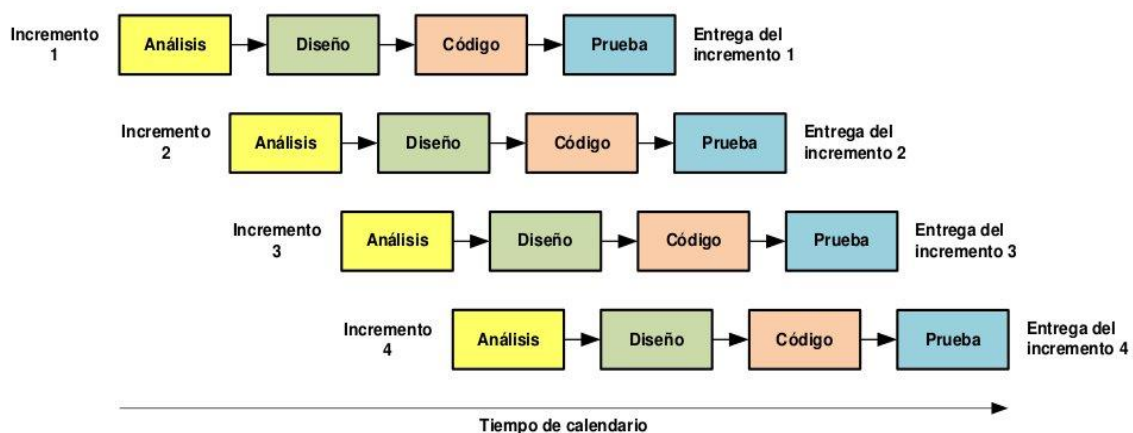 Incremento
1
Análisis
Diseño
Código
Prueba
Entrega del
incremento 1
Incremento
2
Análisis
Diseño
Código
Prueba
Entrega del
incremento 2
Incremento
3
Análisis
Diseño
Código
Prueba
Entrega del
incremento 3
Incremento
4
Análisis
Diseño
Código
Prueba
Entrega del
incremento 4
Tiempo de calendario